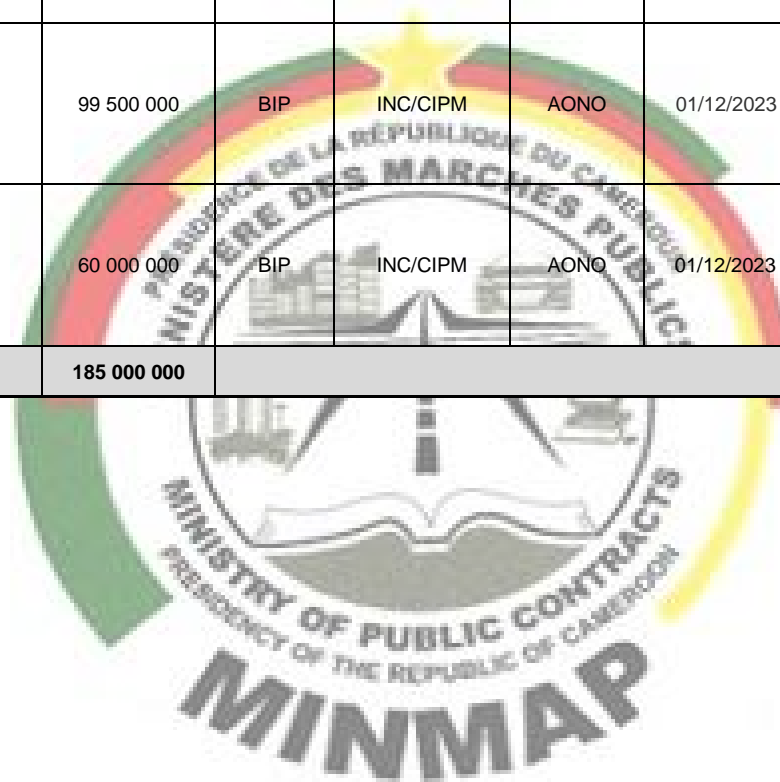 99 500 000 BIP INC/CIPM AONO 01/12/2023
PRESIDENCE DE LA RÉPUBLIQUE DU CAMEROUN
NISTERE DES MARCHES PUBLICS
60 000 000 BIP INC/CIPM AONO 01/12/2023
185 000 000
MINISTRY OF PUBLIC CONTRACTS
PRESIDENCY OF THE REPUBLIC OF CAMEROON
MINMAP